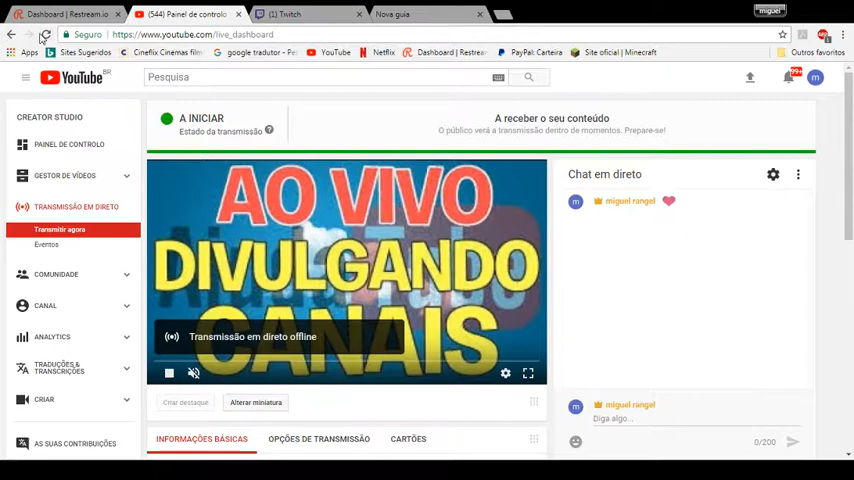 miguel
Dashboard | Restream.io
(544) Painel de controlo
Twitch
Nova guia
Seguro
https://www.youtube.com/live_dashboard
Apps
Sites Sugeridos
Cineflix Cinemas film
google tradutor - Pes
YouTube
Netflix
Dashboard | Restream
PayPal: Carteira
Site oficial | Minecraft
Outros favoritos
YouTube BR
Pesquisa
99+
m
CREATOR STUDIO
PAINEL DE CONTROLO
GESTOR DE VÍDEOS
TRANSMISSÃO EM DIRETO
Transmitir agora
Eventos
COMUNIDADE
CANAL
ANALYTICS
TRADUÇÕES &
TRANSCRIÇÕES
CRIAR
AS SUAS CONTRIBUIÇÕES
A INICIAR
Estado da transmissão
A receber o seu conteúdo
O público verá a transmissão dentro de momentos. Prepare-se!
AO VIVO
DIVULGANDO
CANAIS
Transmissão em direto offline
Criar destaque
Alterar miniatura
INFORMAÇÕES BÁSICAS
OPÇÕES DE TRANSMISSÃO
CARTÕES
Chat em direto
m
miguel rangel
m
miguel rangel
Diga algo...
0/200